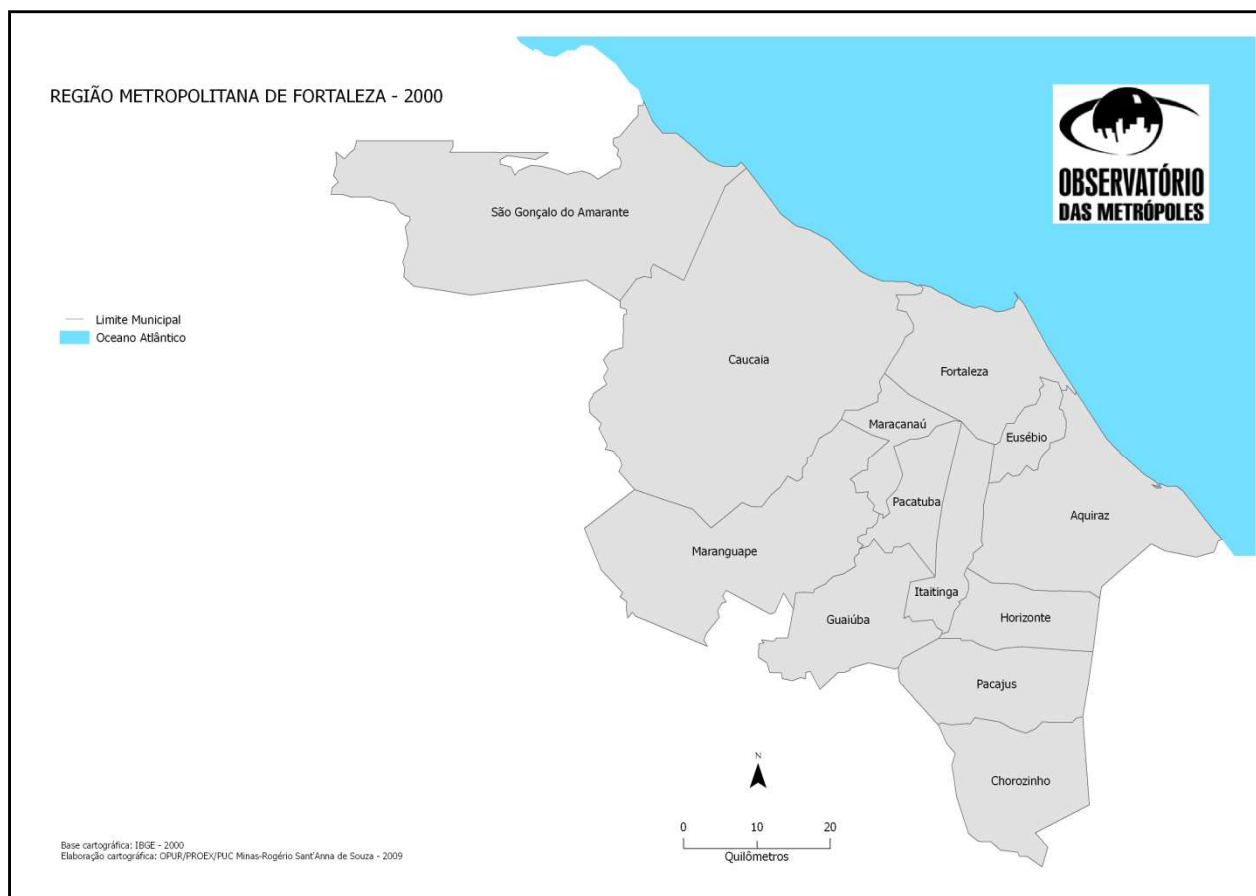 REGIÃO METROPOLITANA DE FORTALEZA - 2000
OBSERVATÓRIO
DAS METRÓPOLES
São Gonçalo do Amarante
Limite Municipal
Oceano Atlântico
Caucaia
Fortaleza
Maracanaú
Eusébio
Pacatuba
Aquiraz
Maranguape
Itaitinga
Guaiúba
Horizonte
Pacajus
Chorozinho
N
0 10 20
Quilômetros
Base cartográfica: IBGE - 2000
Elaboração cartográfica: OPUR/PROEX/PUC Minas-Rogério Sant'Anna de Souza - 2009